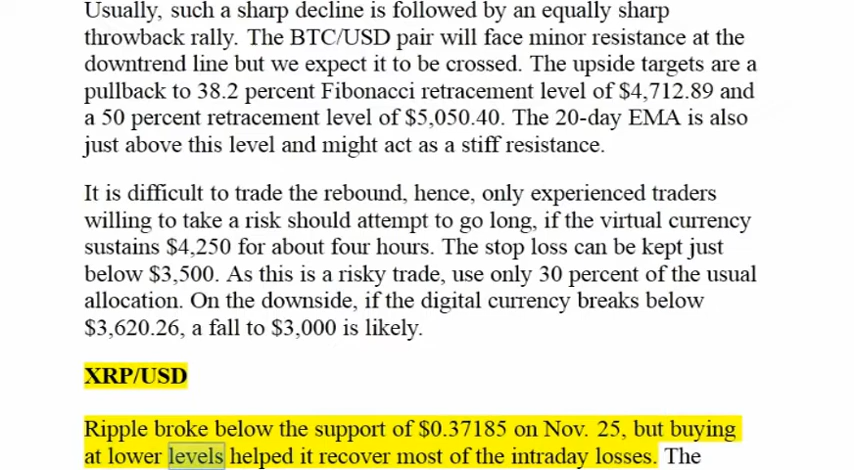 Usually, such a sharp decline is followed by an equally sharp
throwback rally. The BTC/USD pair will face minor resistance at the
downtrend line but we expect it to be crossed. The upside targets are a
pullback to 38.2 percent Fibonacci retracement level of $4,712.89 and
a 50 percent retracement level of $5,050.40. The 20-day EMA is also
just above this level and might act as a stiff resistance.
It is difficult to trade the rebound, hence, only experienced traders
willing to take a risk should attempt to go long, if the virtual currency
sustains $4,250 for about four hours. The stop loss can be kept just
below $3,500. As this is a risky trade, use only 30 percent of the usual
allocation. On the downside, if the digital currency breaks below
$3,620.26, a fall to $3,000 is likely.
XRP/USD
Ripple broke below the support of $0.37185 on Nov. 25, but buying
at lower levels helped it recover most of the intraday losses. The